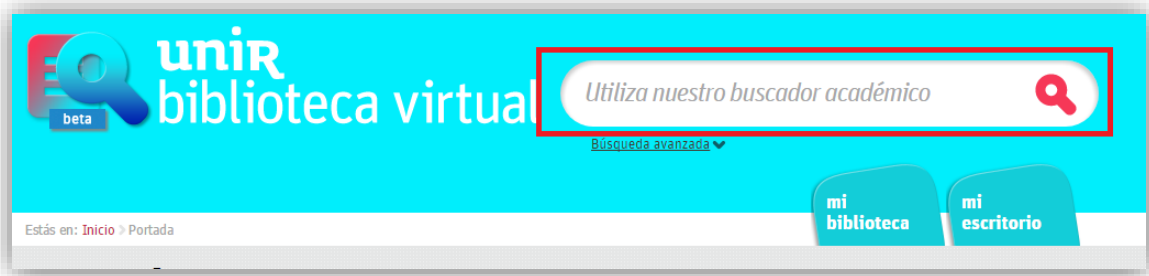 unir
biblioteca virtual
beta
Utiliza nuestro buscador académico
Búsqueda avanzada
mi
biblioteca
mi
escritorio
Estás en: Inicio > Portada